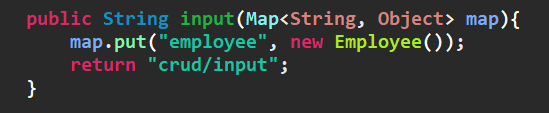 public String input(Map<String, Object> map){
    map.put("employee", new Employee());
    return "crud/input";
}